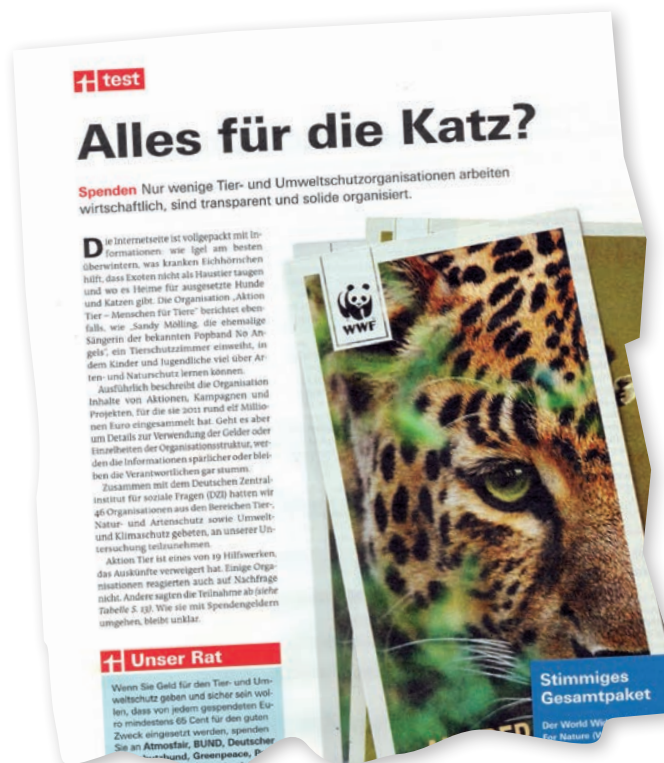 test
Alles für die Katz?
Spenden Nur wenige Tier- und Umweltschutzorganisationen arbeiten
wirtschaftlich, sind transparent und solide organisiert.
Die Internetseite ist vollgepackt mit In-
formationen: wie Igel am besten
überwintern, was kranken Eichhörnchen
hilft, dass Exoten nicht als Haustier taugen
und wo es Heime für ausgesetzte Hunde
und Katzen gibt. Die Organisation „Aktion
Tier – Menschen für Tiere“ berichtet eben-
falls, wie „Sandy Mölling, die ehemalige
Sängerin der bekannten Popband No An-
gels“, ein Tierschutzzimmer einweiht, in
dem Kinder und Jugendliche viel über Ar-
ten- und Naturschutz lernen können.
Ausführlich beschreibt die Organisation
Inhalte von Aktionen, Kampagnen und
Projekten, für die sie 2011 rund elf Millio-
nen Euro eingesammelt hat. Geht es aber
um Details zur Verwendung der Gelder oder
Einzelheiten der Organisationsstruktur, wer-
den die Informationen spärlicher oder blei-
ben die Verantwortlichen gar stumm.
Zusammen mit dem Deutschen Zentral-
institut für soziale Fragen (DZI) hatten wir
46 Organisationen aus den Bereichen Tier-,
Natur- und Artenschutz sowie Umwelt-
und Klimaschutz gebeten, an unserer Un-
tersuchung teilzunehmen.
Aktion Tier ist eines von 19 Hilfswerken,
das Auskünfte verweigert hat. Einige Orga-
nisationen reagierten auch auf Nachfrage
nicht. Andere sagten die Teilnahme ab (siehe
Tabelle S. 13). Wie sie mit Spendengeldern
umgehen, bleibt unklar.
Unser Rat
Wenn Sie Geld für den Tier- und Um-
weltschutz geben und sicher sein wol-
len, dass von jedem gespendeten Eu-
ro mindestens 65 Cent für den guten
Zweck eingesetzt werden, spenden
Sie an Atmosfair, BUND, Deutscher
Greenpeace,
WWF
Stimmiges
Gesamtpaket
Der World
For Nature